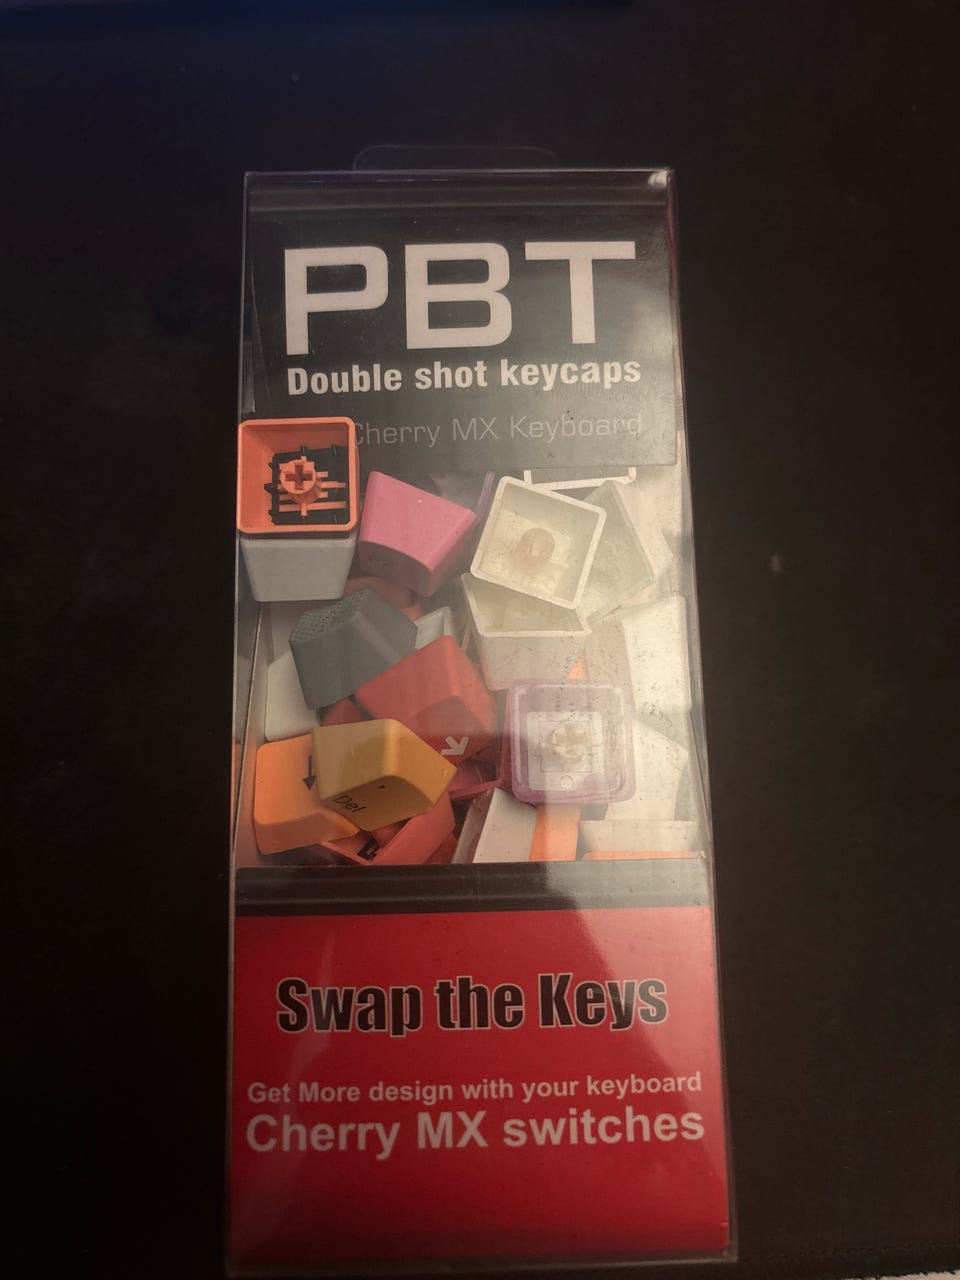 PBT
Double shot keycaps
Cherry MX Keyboard
Del
Swap the Keys
Get More design with your keyboard
Cherry MX switches